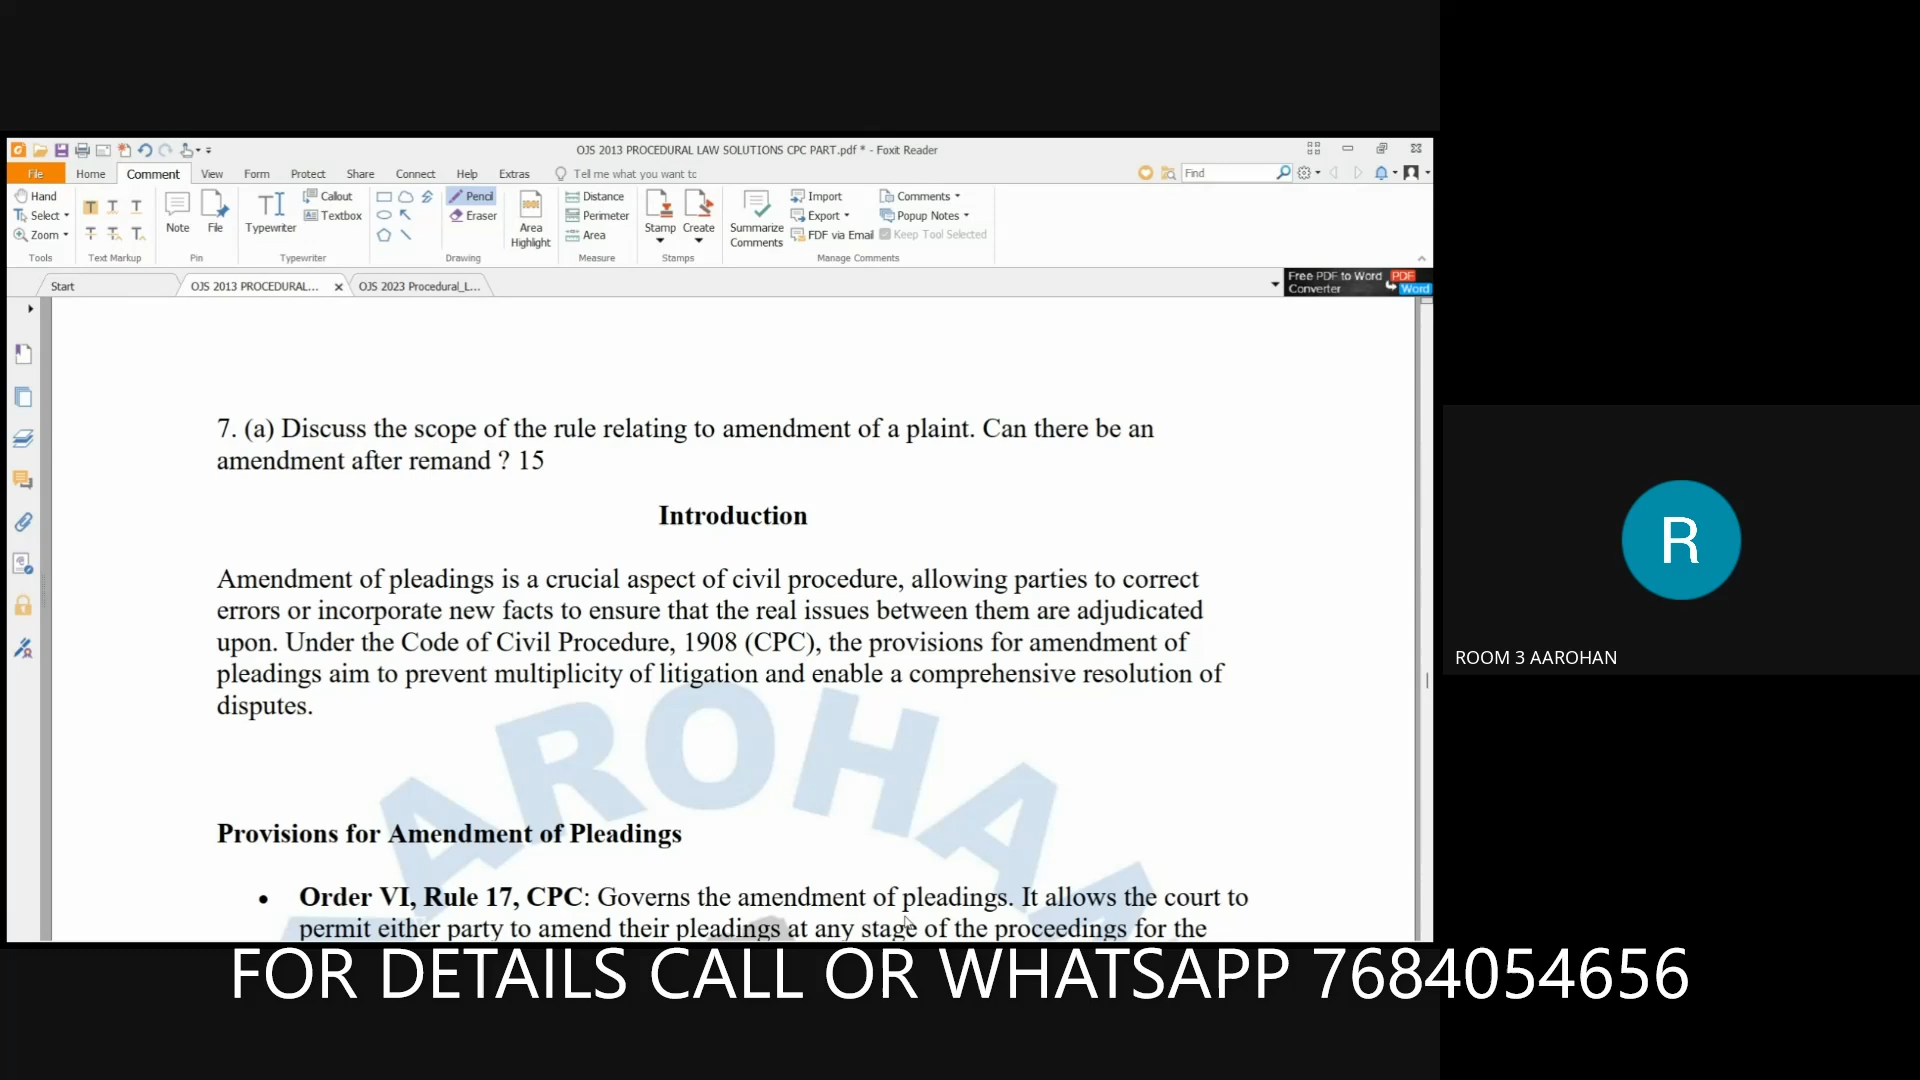 OJS 2013 PROCEDURAL LAW SOLUTIONS CPC PART.pdf * - Foxit Reader
File Home Comment View Form Protect Share Connect Help Extras Tell me what you want to Find
Hand
Select
Zoom
Tools
Text Markup
Note
File
Pin
Typewriter
Callout
Textbox
Typewriter
Pencil
Eraser
Area
Highlight
Drawing
Distance
Perimeter
Area
Measure
Stamp
Create
Stamps
Summarize
Comments
Import
Export
FDF via Email
Comments
Popup Notes
Keep Tool Selected
Manage Comments
Start
OJS 2013 PROCEDURAL...
OJS 2023 Procedural_L...
Free PDF to Word
Converter
PDF
Word
7. (a) Discuss the scope of the rule relating to amendment of a plaint. Can there be an
amendment after remand ? 15
Introduction
Amendment of pleadings is a crucial aspect of civil procedure, allowing parties to correct
errors or incorporate new facts to ensure that the real issues between them are adjudicated
upon. Under the Code of Civil Procedure, 1908 (CPC), the provisions for amendment of
pleadings aim to prevent multiplicity of litigation and enable a comprehensive resolution of
disputes.
AAROHAN
Provisions for Amendment of Pleadings
• Order VI, Rule 17, CPC: Governs the amendment of pleadings. It allows the court to
permit either party to amend their pleadings at any stage of the proceedings for the
R
ROOM 3 AAROHAN
FOR DETAILS CALL OR WHATSAPP 7684054656